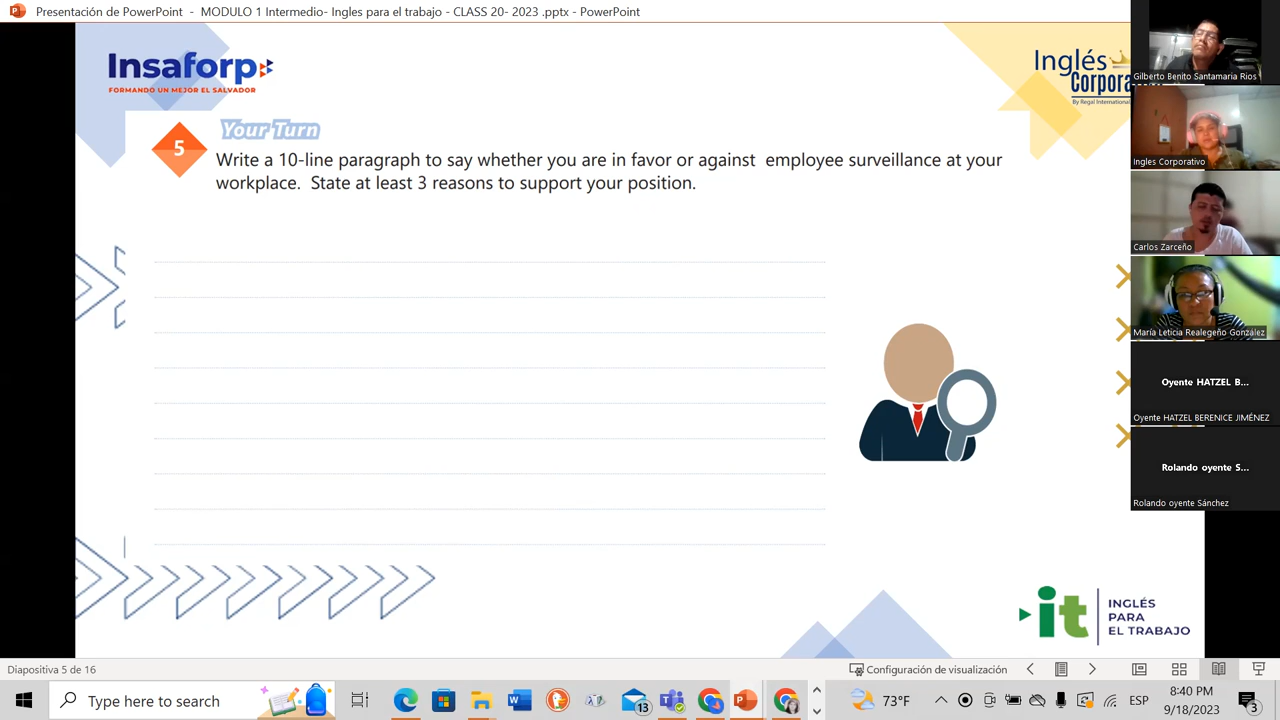 Presentación de PowerPoint - MODULO 1 Intermedio- Ingles para el trabajo - CLASS 20- 2023 .pptx - PowerPoint
Insaforp
FORMANDO UN MEJOR EL SALVADOR
Inglés
Corpora
By Regal International
Your Turn
5
Write a 10-line paragraph to say whether you are in favor or against employee surveillance at your
workplace. State at least 3 reasons to support your position.
Gilberto Benito Santamaria Rios
Ingles Corporativo
Carlos Zarceño
María Leticia Realegeño González
Oyente HATZEL B...
Oyente HATZEL BERENICE JIMÉNEZ
Rolando oyente S...
Rolando oyente Sánchez
it
INGLÉS
PARA
EL TRABAJO
Diapositiva 5 de 16
Configuración de visualización
Type here to search
13
73°F
ESP
8:40 PM
9/18/2023
3